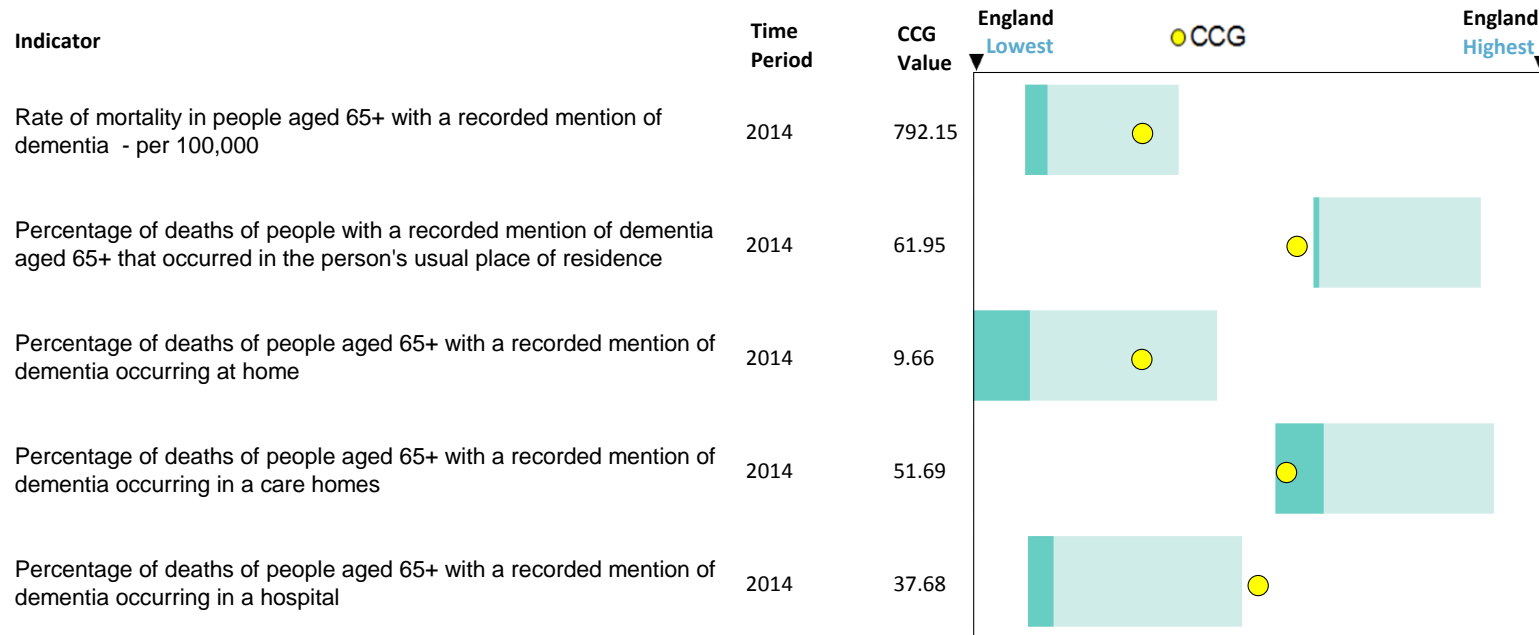 Indicator
Time Period
CCG Value
England Lowest
CCG
England Highest
Rate of mortality in people aged 65+ with a recorded mention of
dementia - per 100,000
2014
792.15
Percentage of deaths of people with a recorded mention of dementia
aged 65+ that occurred in the person's usual place of residence
2014
61.95
Percentage of deaths of people aged 65+ with a recorded mention of
dementia occurring at home
2014
9.66
Percentage of deaths of people aged 65+ with a recorded mention of
dementia occurring in a care homes
2014
51.69
Percentage of deaths of people aged 65+ with a recorded mention of
dementia occurring in a hospital
2014
37.68